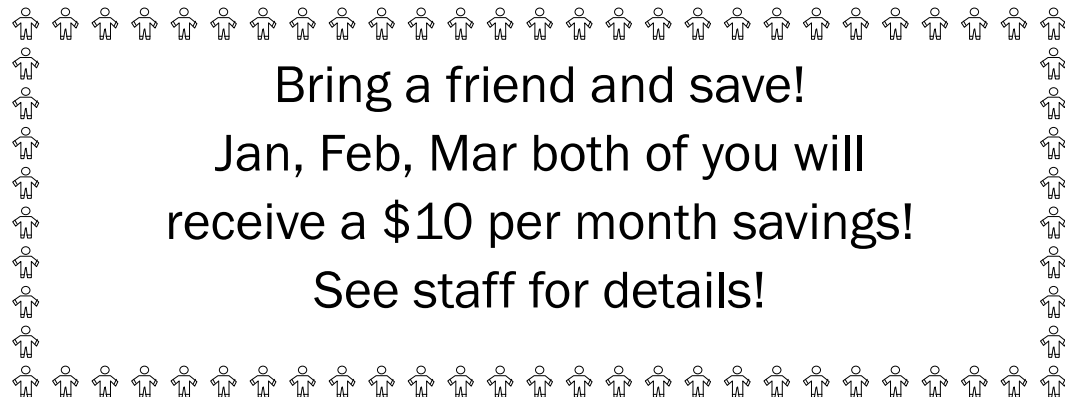 Bring a friend and save!
Jan, Feb, Mar both of you will
receive a $10 per month savings!
See staff for details!